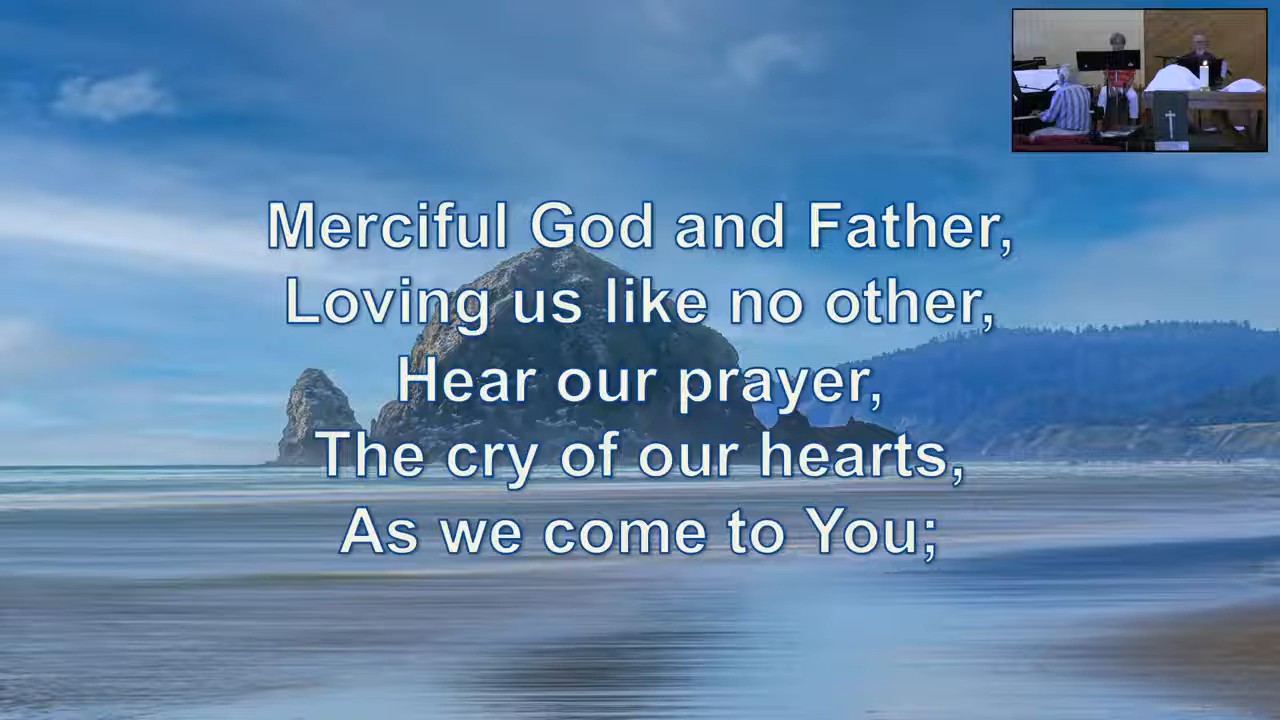 Merciful God and Father,
Loving us like no other,
Hear our prayer,
The cry of our hearts,
As we come to You;